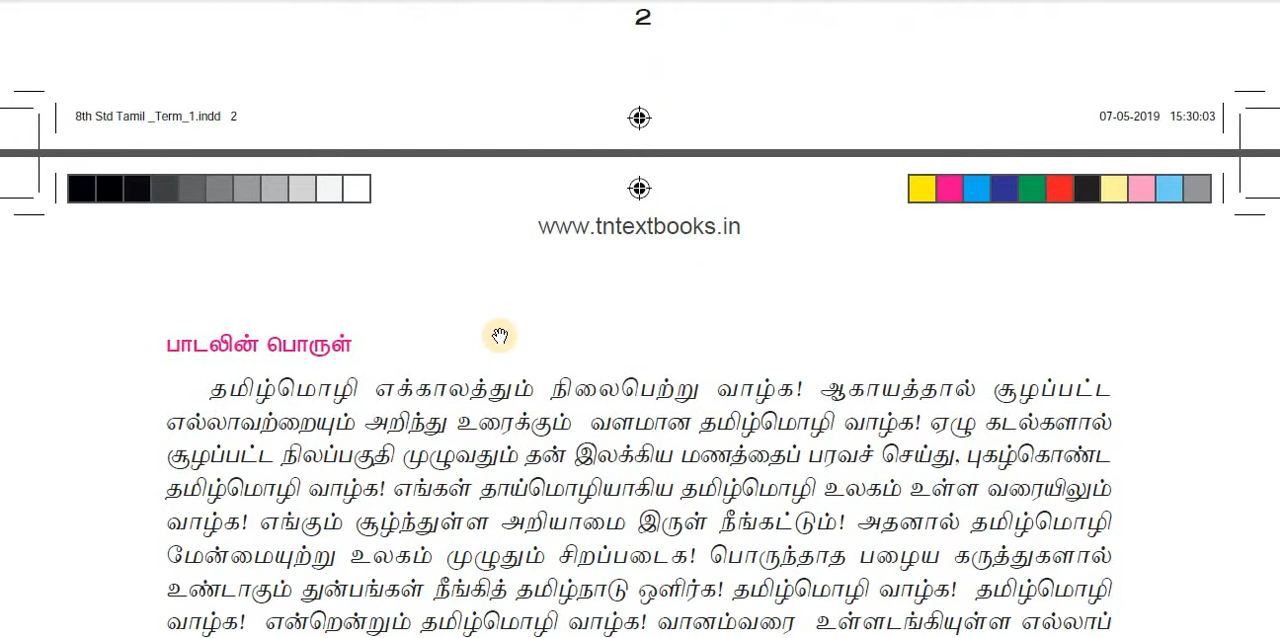 2
8th Std Tamil _Term_1.indd 2
07-05-2019 15:30:03
www.tntextbooks.in
பாடலின் பொருள்
தமிழ்மொழி எக்காலத்தும் நிலைபெற்று வாழ்க! ஆகாயத்தால் சூழப்பட்ட
எல்லாவற்றையும் அறிந்து உரைக்கும் வளமான தமிழ்மொழி வாழ்க! ஏழு கடல்களால்
சூழப்பட்ட நிலப்பகுதி முழுவதும் தன் இலக்கிய மணத்தைப் பரவச் செய்து, புகழ்கொண்ட
தமிழ்மொழி வாழ்க! எங்கள் தாய்மொழியாகிய தமிழ்மொழி உலகம் உள்ள வரையிலும்
வாழ்க! எங்கும் சூழ்ந்துள்ள அறியாமை இருள் நீங்கட்டும்! அதனால் தமிழ்மொழி
மேன்மையுற்று உலகம் முழுதும் சிறப்படைக! பொருந்தாத பழைய கருத்துகளால்
உண்டாகும் துன்பங்கள் நீங்கித் தமிழ்நாடு ஒளிர்க! தமிழ்மொழி வாழ்க! தமிழ்மொழி
வாழ்க! என்றென்றும் தமிழ்மொழி வாழ்க! வானம்வரை உள்ளடங்கியுள்ள எல்லாப்